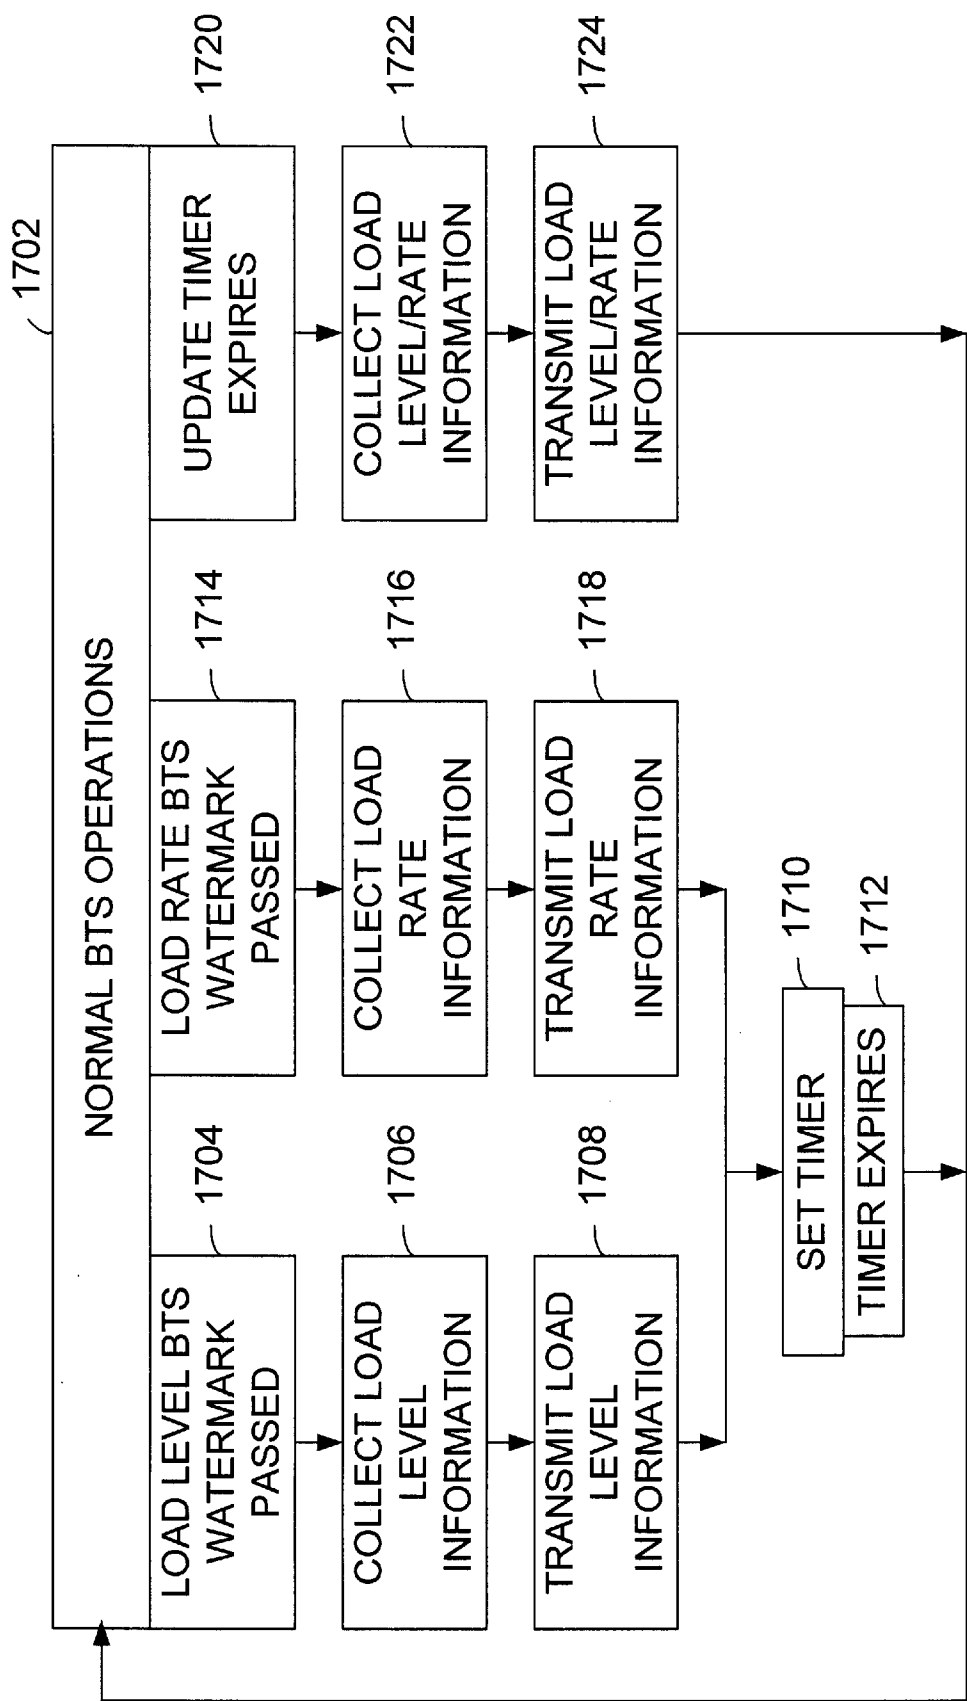 1702
NORMAL BTS OPERATIONS
LOAD LEVEL BTS
WATERMARK
PASSED
1704
COLLECT LOAD
LEVEL
INFORMATION
1706
TRANSMIT LOAD
LEVEL
INFORMATION
1708
LOAD RATE BTS
WATERMARK
PASSED
1714
COLLECT LOAD
RATE
INFORMATION
1716
TRANSMIT LOAD
RATE
INFORMATION
1718
SET TIMER
1710
TIMER EXPIRES
1712
UPDATE TIMER
EXPIRES
1720
COLLECT LOAD
LEVEL/RATE
INFORMATION
1722
TRANSMIT LOAD
LEVEL/RATE
INFORMATION
1724